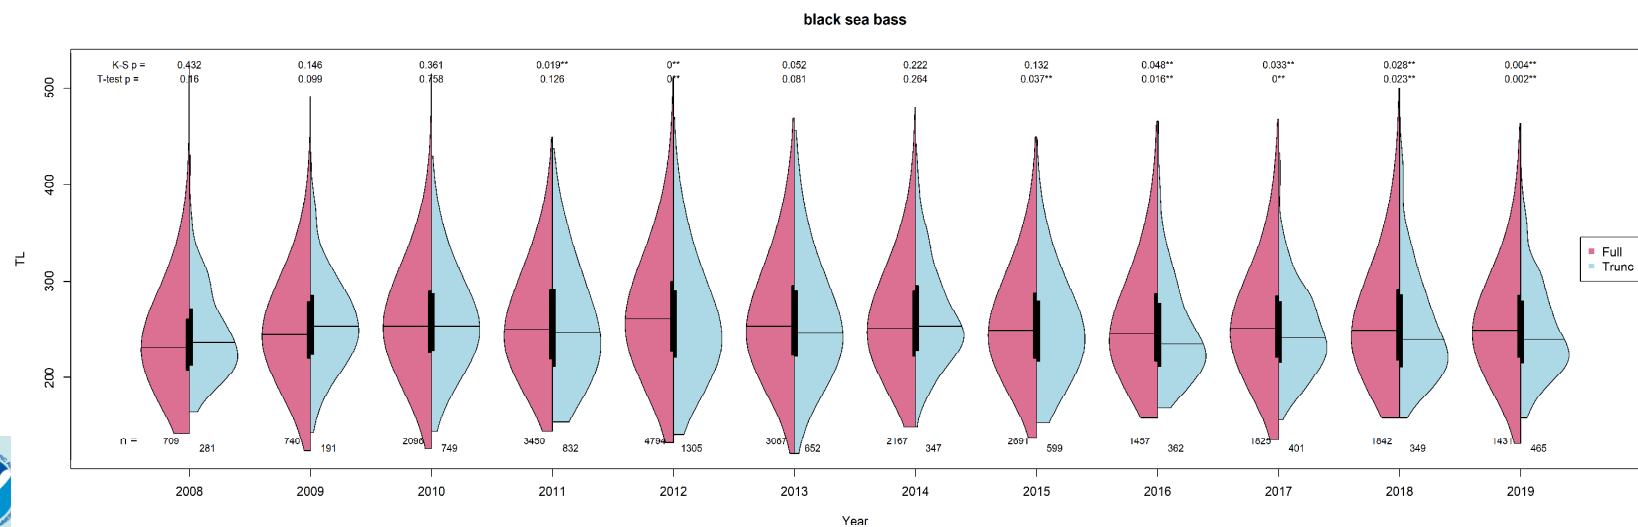 black sea bass
K-S p = 0.432 0.146 0.361 0.019** 0** 0.052 0.222 0.132 0.048** 0.033** 0.028** 0.004**
T-test p = 0.16 0.099 0.758 0.126 0** 0.081 0.264 0.037** 0.016** 0** 0.023** 0.002**
500
400
300
200
TL
Full
Trunc
n = 709 740 2096 3450 4794 3067 2167 2691 1457 1625 1842 1431
281 191 749 832 1305 652 347 599 362 401 349 465
2008 2009 2010 2011 2012 2013 2014 2015 2016 2017 2018 2019
Year